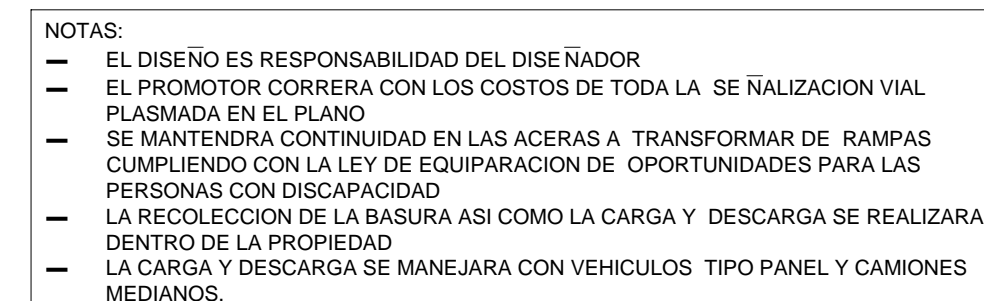 NOTAS:
— EL DISEÑO ES RESPONSABILIDAD DEL DISEÑADOR
— EL PROMOTOR CORRERA CON LOS COSTOS DE TODA LA SEÑALIZACION VIAL
PLASMADA EN EL PLANO
— SE MANTENDRA CONTINUIDAD EN LAS ACERAS A TRANSFORMAR DE RAMPAS
CUMPLIENDO CON LA LEY DE EQUIPARACION DE OPORTUNIDADES PARA LAS
PERSONAS CON DISCAPACIDAD
— LA RECOLECCION DE LA BASURA ASI COMO LA CARGA Y DESCARGA SE REALIZARA
DENTRO DE LA PROPIEDAD
— LA CARGA Y DESCARGA SE MANEJARA CON VEHICULOS TIPO PANEL Y CAMIONES
MEDIANOS.